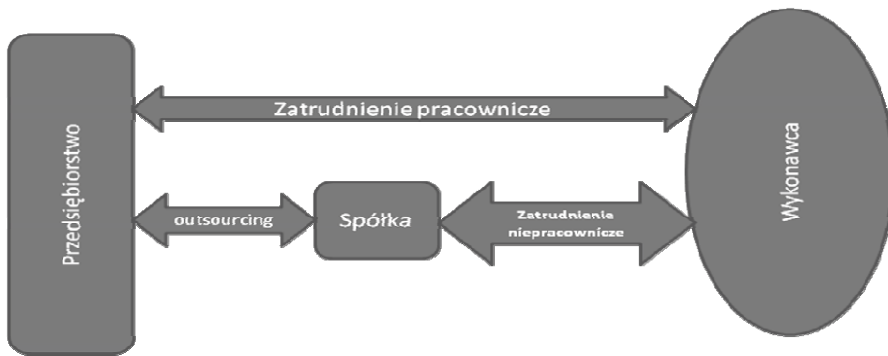 Przedsiębiorstwo
Zatrudnienie pracownicze
outsourcing
Spółka
Zatrudnienie
niepracownicze
Wykonawca